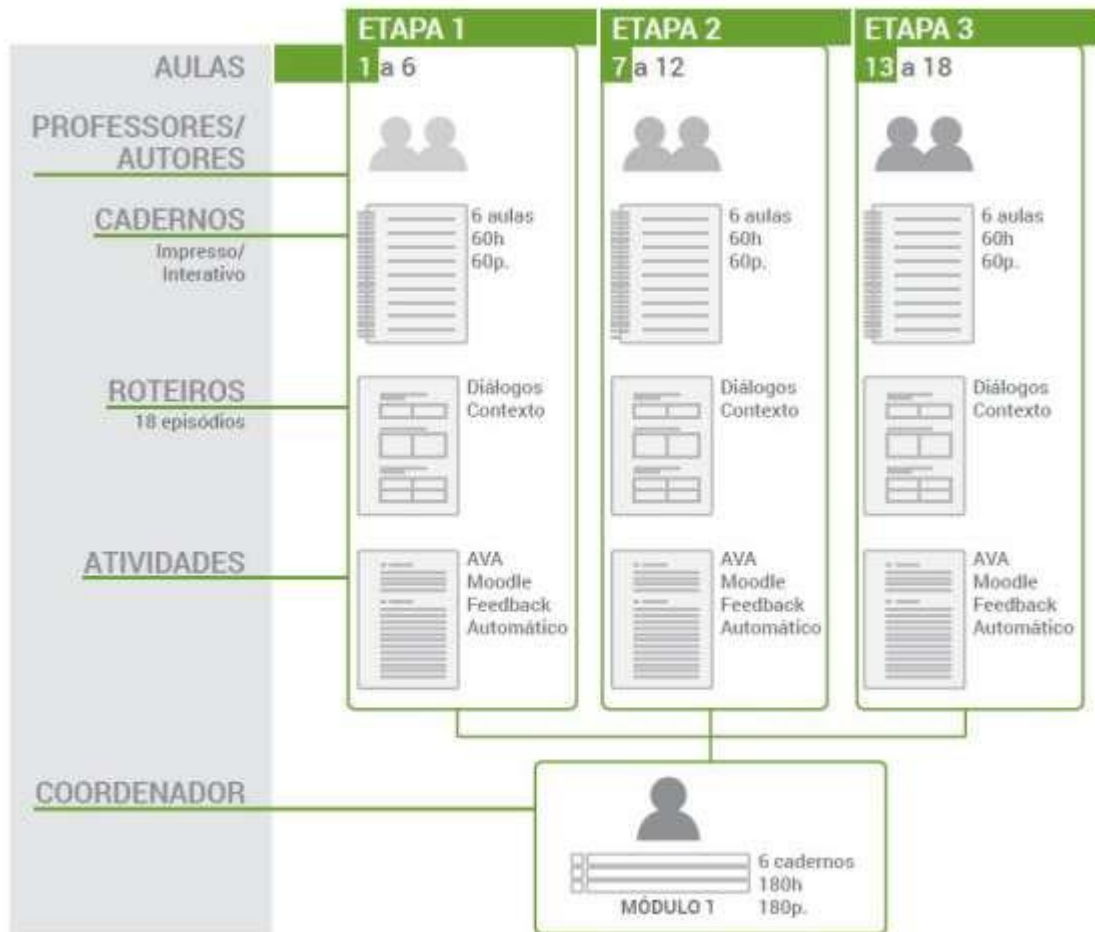 ETAPA 1
ETAPA 2
ETAPA 3
AULAS
1 a 6
7 a 12
13 a 18
PROFESSORES/
AUTORES
CADERNOS
Impresso/
Interativo
6 aulas
60h
60p.
6 aulas
60h
60p.
6 aulas
60h
60p.
ROTEIROS
18 episódios
Diálogos
Contexto
Diálogos
Contexto
Diálogos
Contexto
ATIVIDADES
AVA
Moodle
Feedback
Automático
AVA
Moodle
Feedback
Automático
AVA
Moodle
Feedback
Automático
COORDENADOR
6 cadernos
180h
180p.
MÓDULO 1